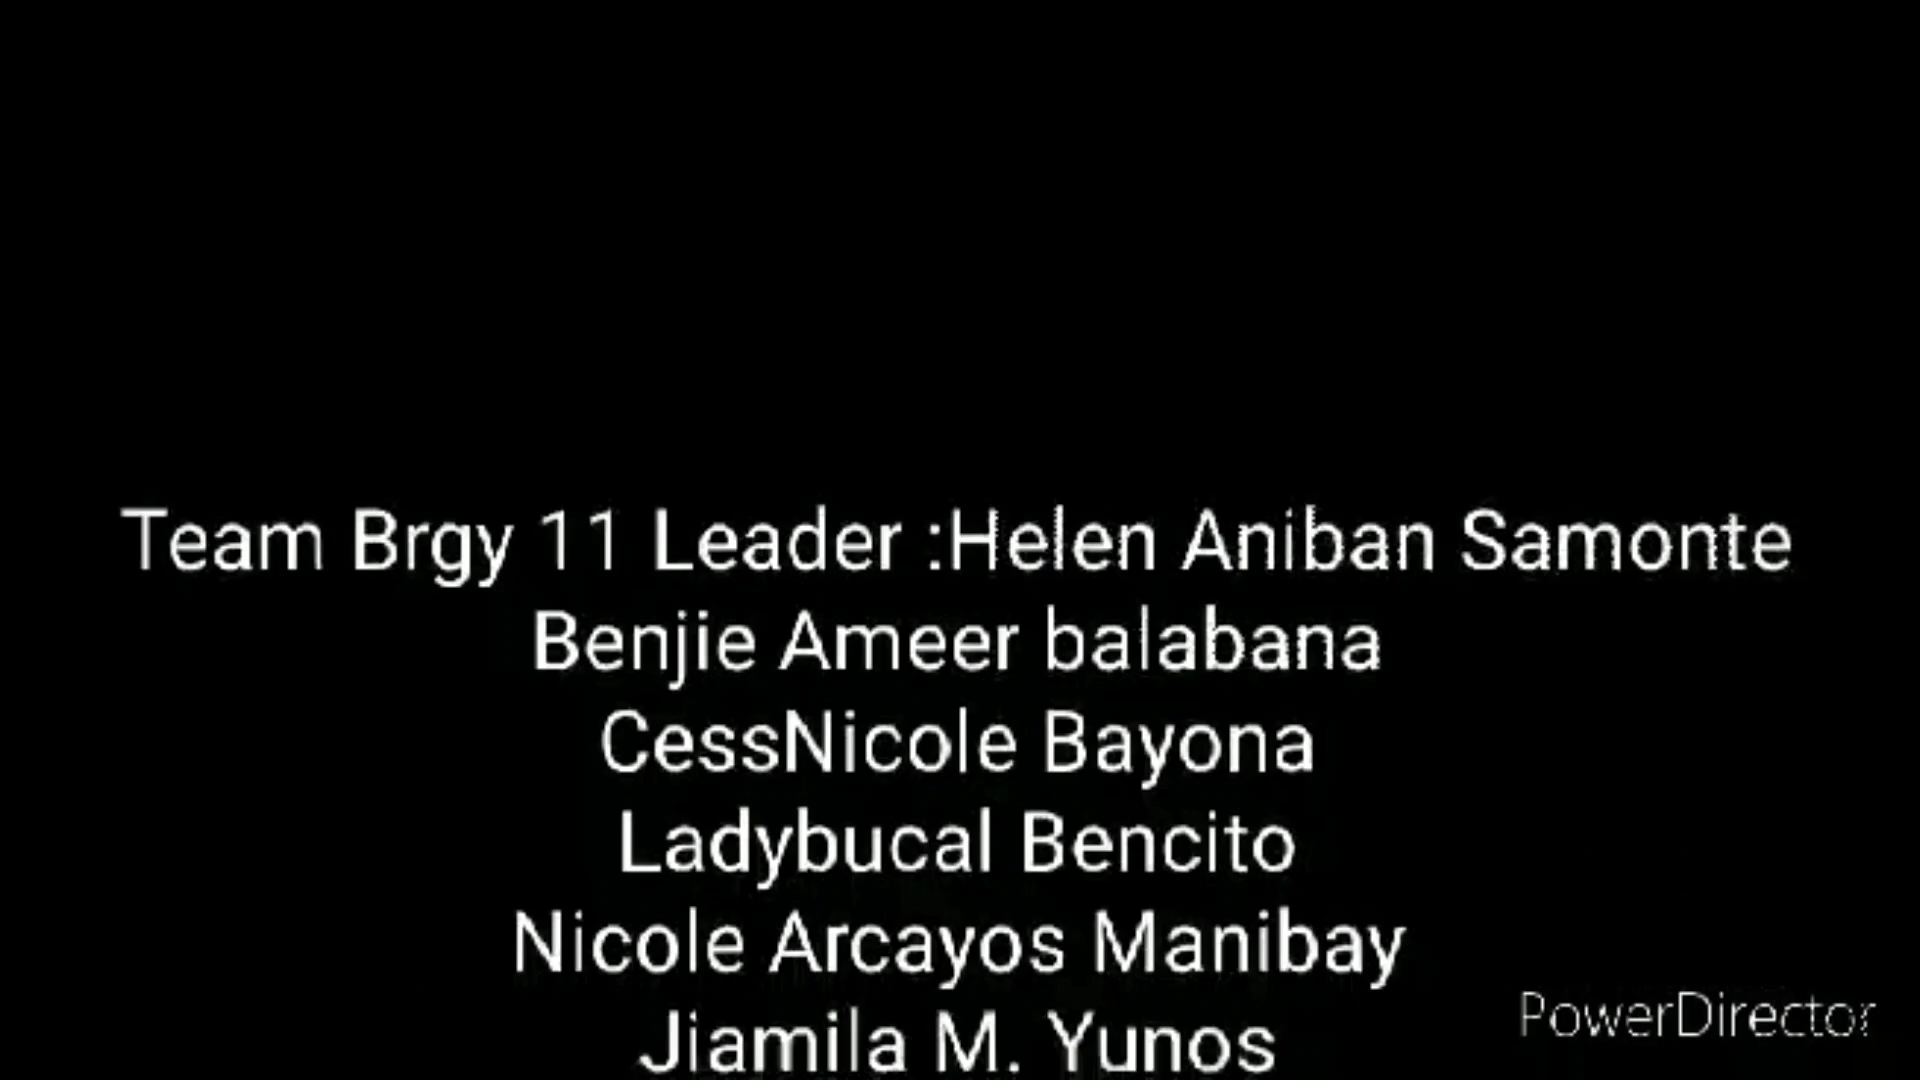 Team Brgy 11 Leader :Helen Aniban Samonte
Benjie Ameer balabana
CessNicole Bayona
Ladybucal Bencito
Nicole Arcayos Manibay
Jiamila M. Yunos
PowerDirector